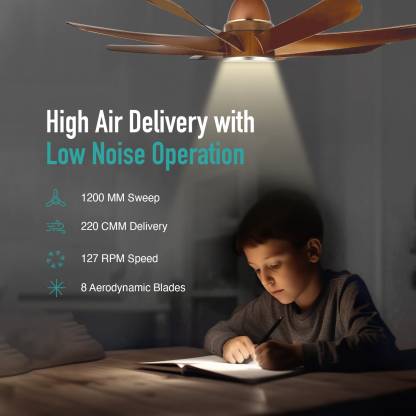 High Air Delivery with
Low Noise Operation
1200 MM Sweep
220 CMM Delivery
127 RPM Speed
8 Aerodynamic Blades